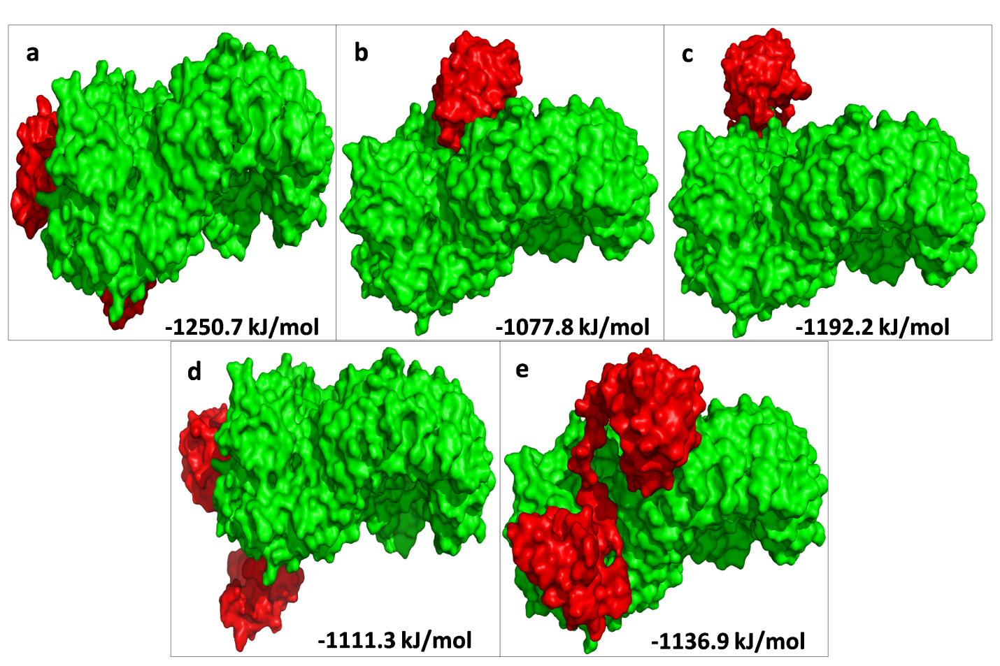 a
b
c
-1250.7 kJ/mol
-1077.8 kJ/mol
-1192.2 kJ/mol
d
e
-1111.3 kJ/mol
-1136.9 kJ/mol